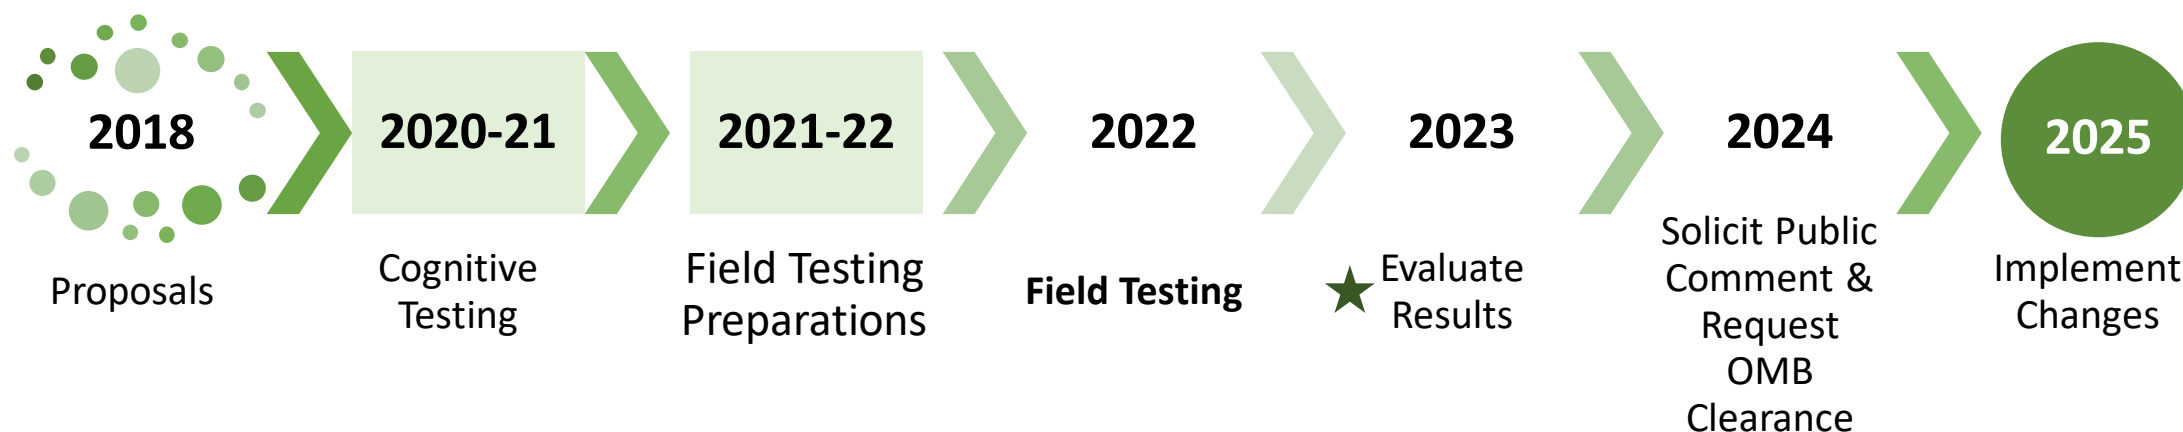 2018
Proposals
2020-21
Cognitive
Testing
2021-22
Field Testing
Preparations
2022
Field Testing
2023
Evaluate
Results
2024
Solicit Public
Comment &
Request
OMB
Clearance
2025
Implement
Changes